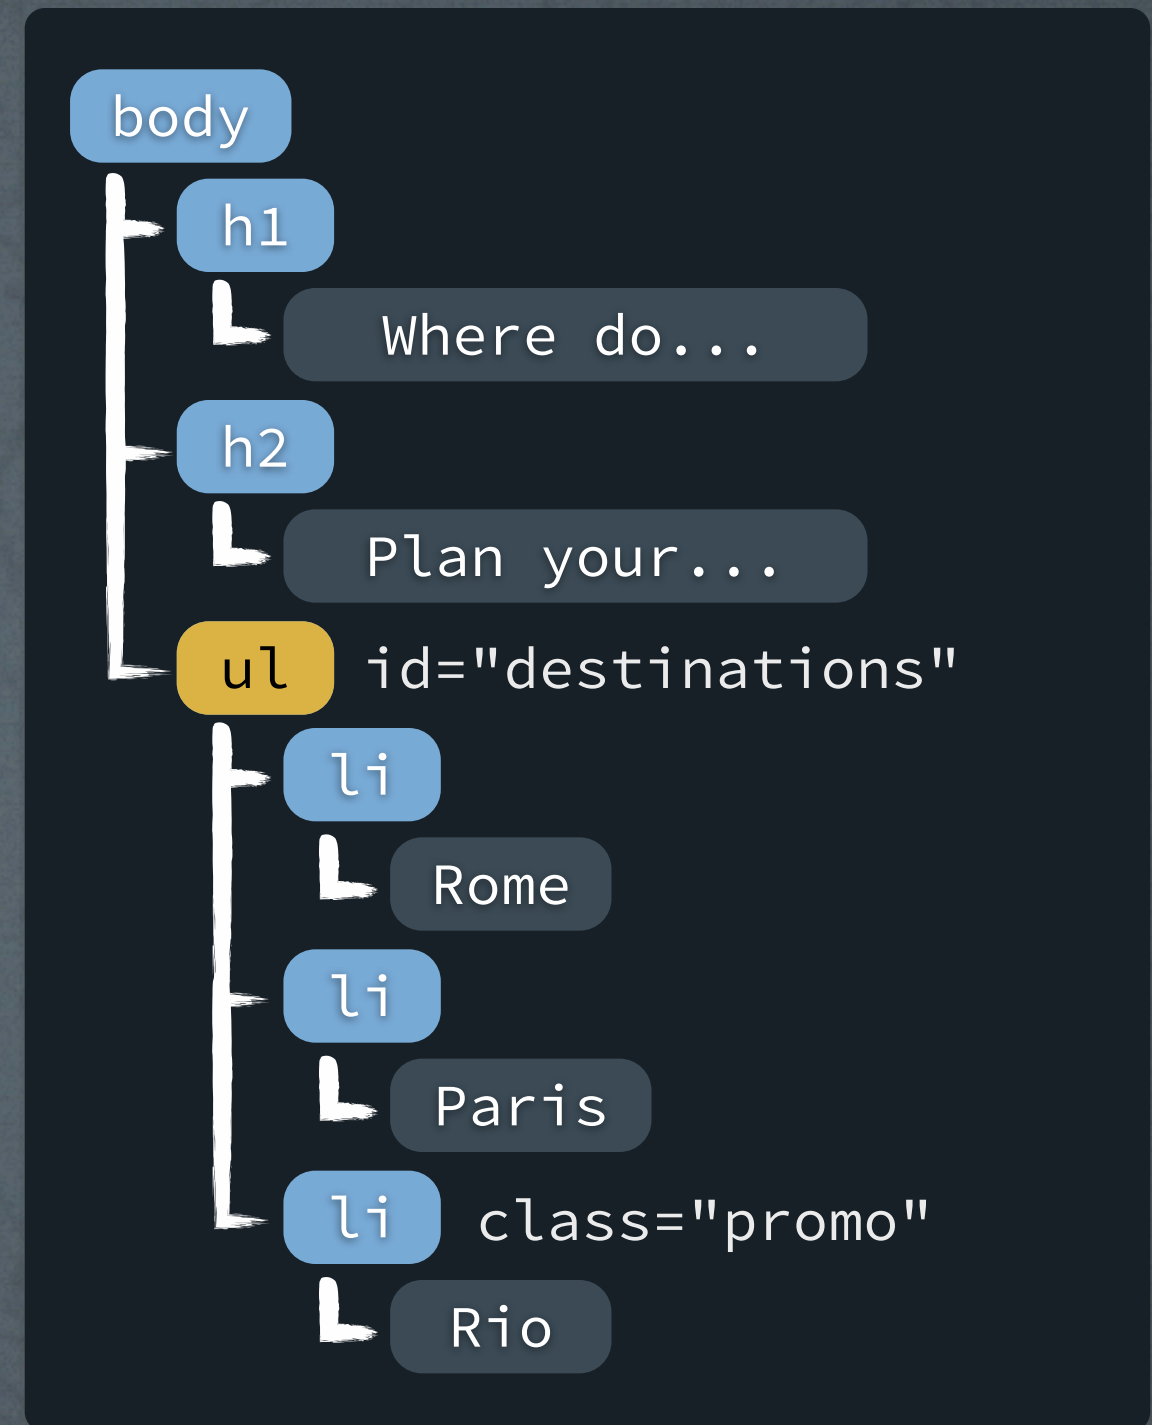 body
h1
Where do...
h2
Plan your...
ul id="destinations"
li
Rome
li
Paris
li class="promo"
Rio